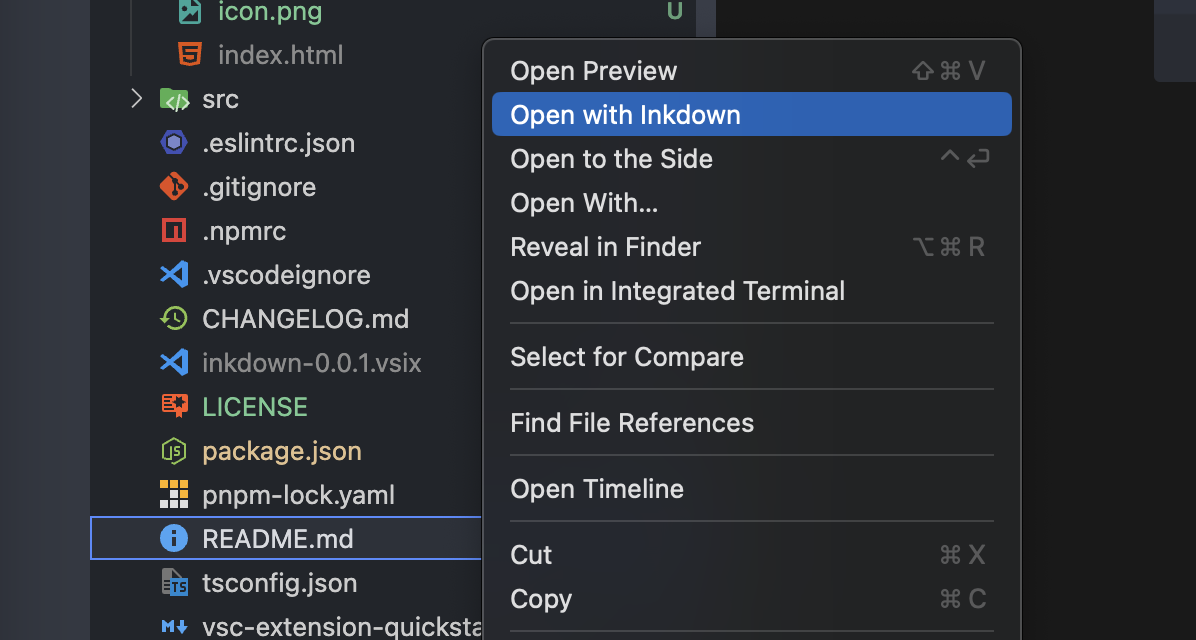 icon.png U
index.html
src
.eslintrc.json
.gitignore
.npmrc
.vscodeignore
CHANGELOG.md
inkdown-0.0.1.vsix
LICENSE
package.json
pnpm-lock.yaml
README.md
tsconfig.json
vsc-extension-quicksta
Open Preview ⇧⌘V
Open with Inkdown
Open to the Side ^⏎
Open With...
Reveal in Finder ⌥⌘R
Open in Integrated Terminal
Select for Compare
Find File References
Open Timeline
Cut ⌘X
Copy ⌘C